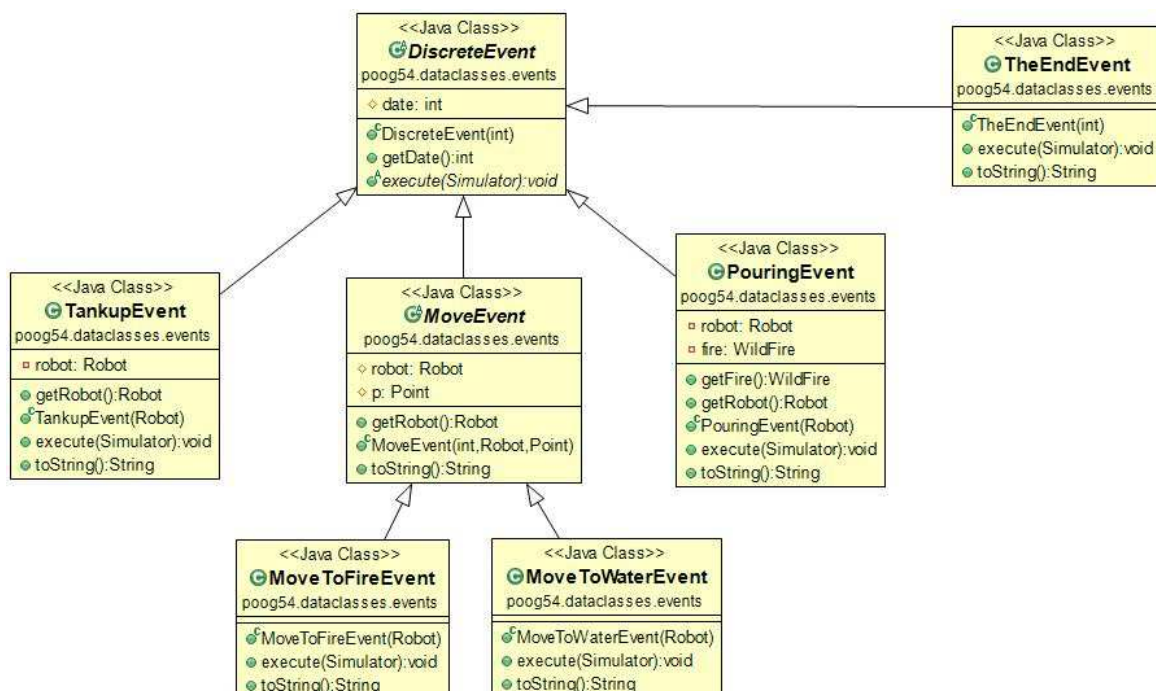 <<Java Class>>
DiscreteEvent
poog54.dataclasses.events
date: int
DiscreteEvent(int)
getDate():int
execute(Simulator):void
<<Java Class>>
TheEndEvent
poog54.dataclasses.events
TheEndEvent(int)
execute(Simulator):void
toString():String
<<Java Class>>
TankupEvent
poog54.dataclasses.events
robot: Robot
getRobot():Robot
TankupEvent(Robot)
execute(Simulator):void
toString():String
<<Java Class>>
MoveEvent
poog54.dataclasses.events
robot: Robot
p: Point
getRobot():Robot
MoveEvent(int,Robot,Point)
toString():String
<<Java Class>>
PouringEvent
poog54.dataclasses.events
robot: Robot
fire: WildFire
getFire():WildFire
getRobot():Robot
PouringEvent(Robot)
execute(Simulator):void
toString():String
<<Java Class>>
MoveToFireEvent
poog54.dataclasses.events
MoveToFireEvent(Robot)
execute(Simulator):void
toString():String
<<Java Class>>
MoveToWaterEvent
poog54.dataclasses.events
MoveToWaterEvent(Robot)
execute(Simulator):void
toString():String